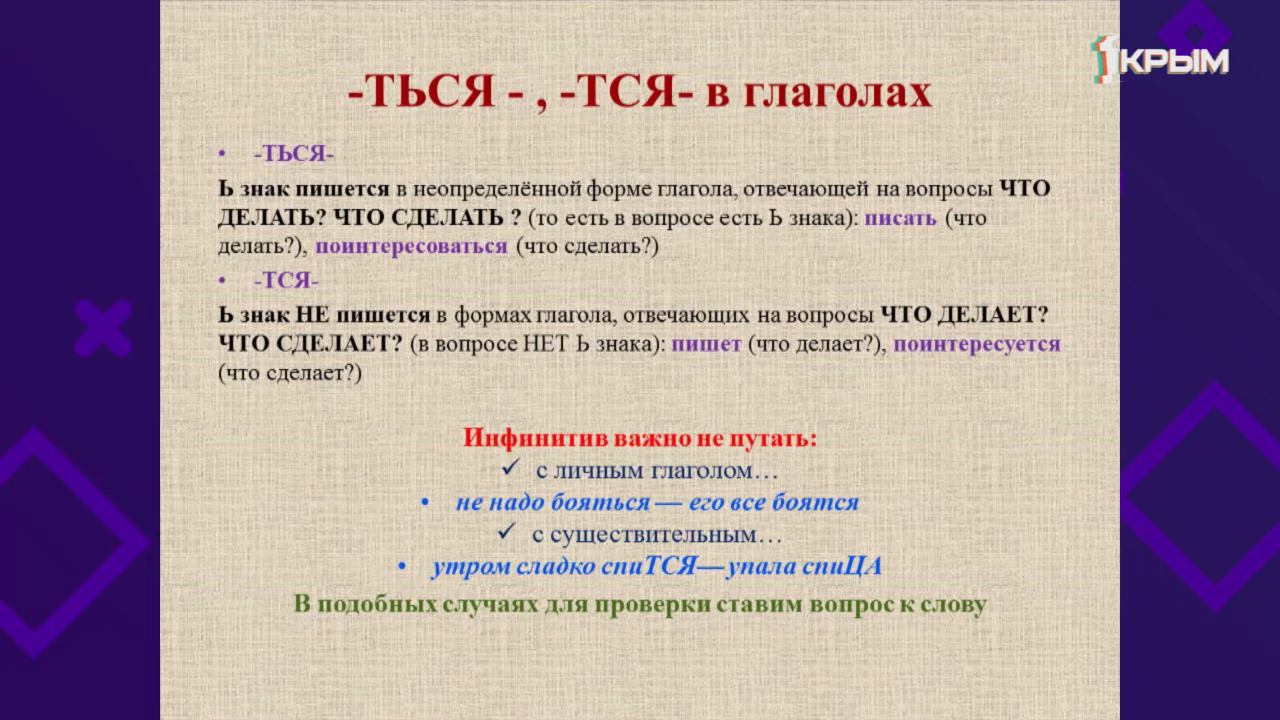 1 КРЫМ
-ТЬСЯ - , -ТСЯ- в глаголах
• -ТЬСЯ-
Ь знак пишется в неопределённой форме глагола, отвечающей на вопросы ЧТО
ДЕЛАТЬ? ЧТО СДЕЛАТЬ ? (то есть в вопросе есть Ь знака): писать (что
делать?), поинтересоваться (что сделать?)
• -ТСЯ-
Ь знак НЕ пишется в формах глагола, отвечающих на вопросы ЧТО ДЕЛАЕТ?
ЧТО СДЕЛАЕТ? (в вопросе НЕТ Ь знака): пишет (что делает?), поинтересуется
(что сделает?)
Инфинитив важно не путать:
✓ с личным глаголом…
• не надо бояться — его все боятся
✓ с существительным…
• утром сладко спиТСЯ— упала спиЦА
В подобных случаях для проверки ставим вопрос к слову